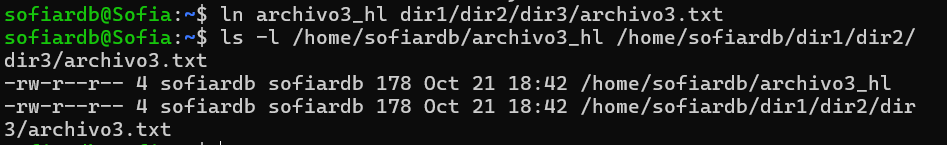 sofiardb@Sofia:~$ ln archivo3_hl dir1/dir2/dir3/archivo3.txt
sofiardb@Sofia:~$ ls -l /home/sofiardb/archivo3_hl /home/sofiardb/dir1/dir2/
dir3/archivo3.txt
-rw-r--r-- 4 sofiardb sofiardb 178 Oct 21 18:42 /home/sofiardb/archivo3_hl
-rw-r--r-- 4 sofiardb sofiardb 178 Oct 21 18:42 /home/sofiardb/dir1/dir2/dir
3/archivo3.txt